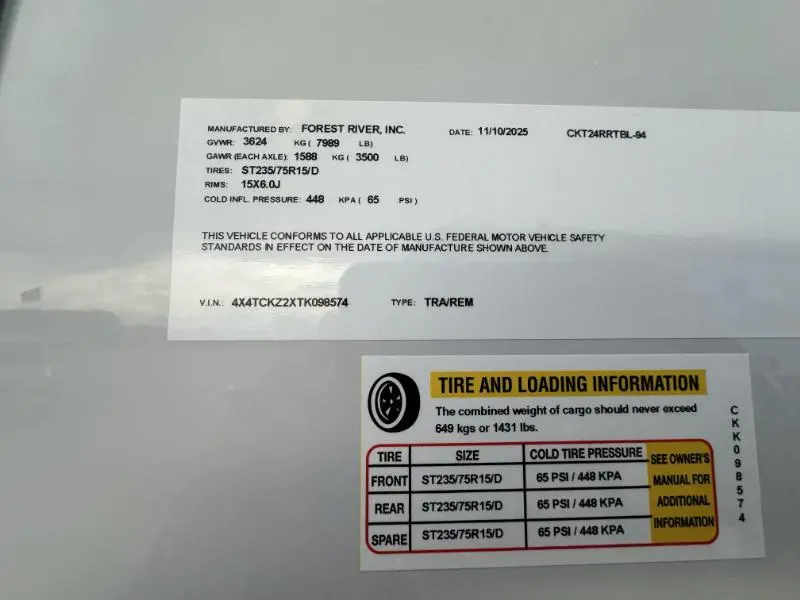 MANUFACTURED BY: FOREST RIVER, INC. DATE: 11/10/2025 CKT24RRTBL-94
GVWR: 3624 KG ( 7989 LB)
GAWR (EACH AXLE): 1588 KG ( 3500 LB)
TIRES: ST235/75R15/D
RIMS: 15X6.0J
COLD INFL. PRESSURE: 448 KPA ( 65 PSI )
THIS VEHICLE CONFORMS TO ALL APPLICABLE U.S. FEDERAL MOTOR VEHICLE SAFETY
STANDARDS IN EFFECT ON THE DATE OF MANUFACTURE SHOWN ABOVE.
V.I.N.: 4X4TCKZ2XTK098574 TYPE: TRA/REM
TIRE AND LOADING INFORMATION
The combined weight of cargo should never exceed
649 kgs or 1431 lbs.
TIRE SIZE COLD TIRE PRESSURE
FRONT ST235/75R15/D 65 PSI / 448 KPA
REAR ST235/75R15/D 65 PSI / 448 KPA
SPARE ST235/75R15/D 65 PSI / 448 KPA
SEE OWNER'S
MANUAL FOR
ADDITIONAL
INFORMATION
CKK098574